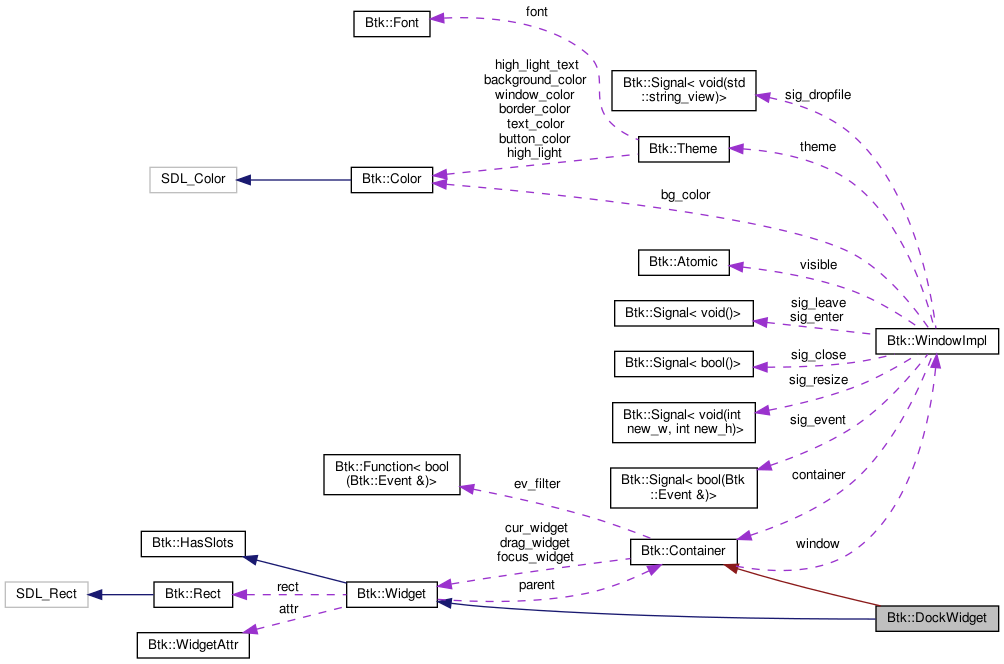 Btk::Font
font
high_light_text
background_color
window_color
border_color
text_color
button_color
high_light
Btk::Signal< void(std
::string_view)>
sig_dropfile
Btk::Theme
theme
SDL_Color
Btk::Color
bg_color
Btk::Atomic
visible
Btk::Signal< void()>
sig_leave
sig_enter
Btk::WindowImpl
Btk::Signal< bool()>
sig_close
sig_resize
Btk::Signal< void(int
new_w, int new_h)>
sig_event
Btk::Function< bool
(Btk::Event &)>
ev_filter
Btk::Signal< bool(Btk
::Event &)>
container
Btk::HasSlots
cur_widget
drag_widget
focus_widget
Btk::Container
window
SDL_Rect
Btk::Rect
rect
attr
Btk::Widget
parent
Btk::DockWidget
Btk::WidgetAttr